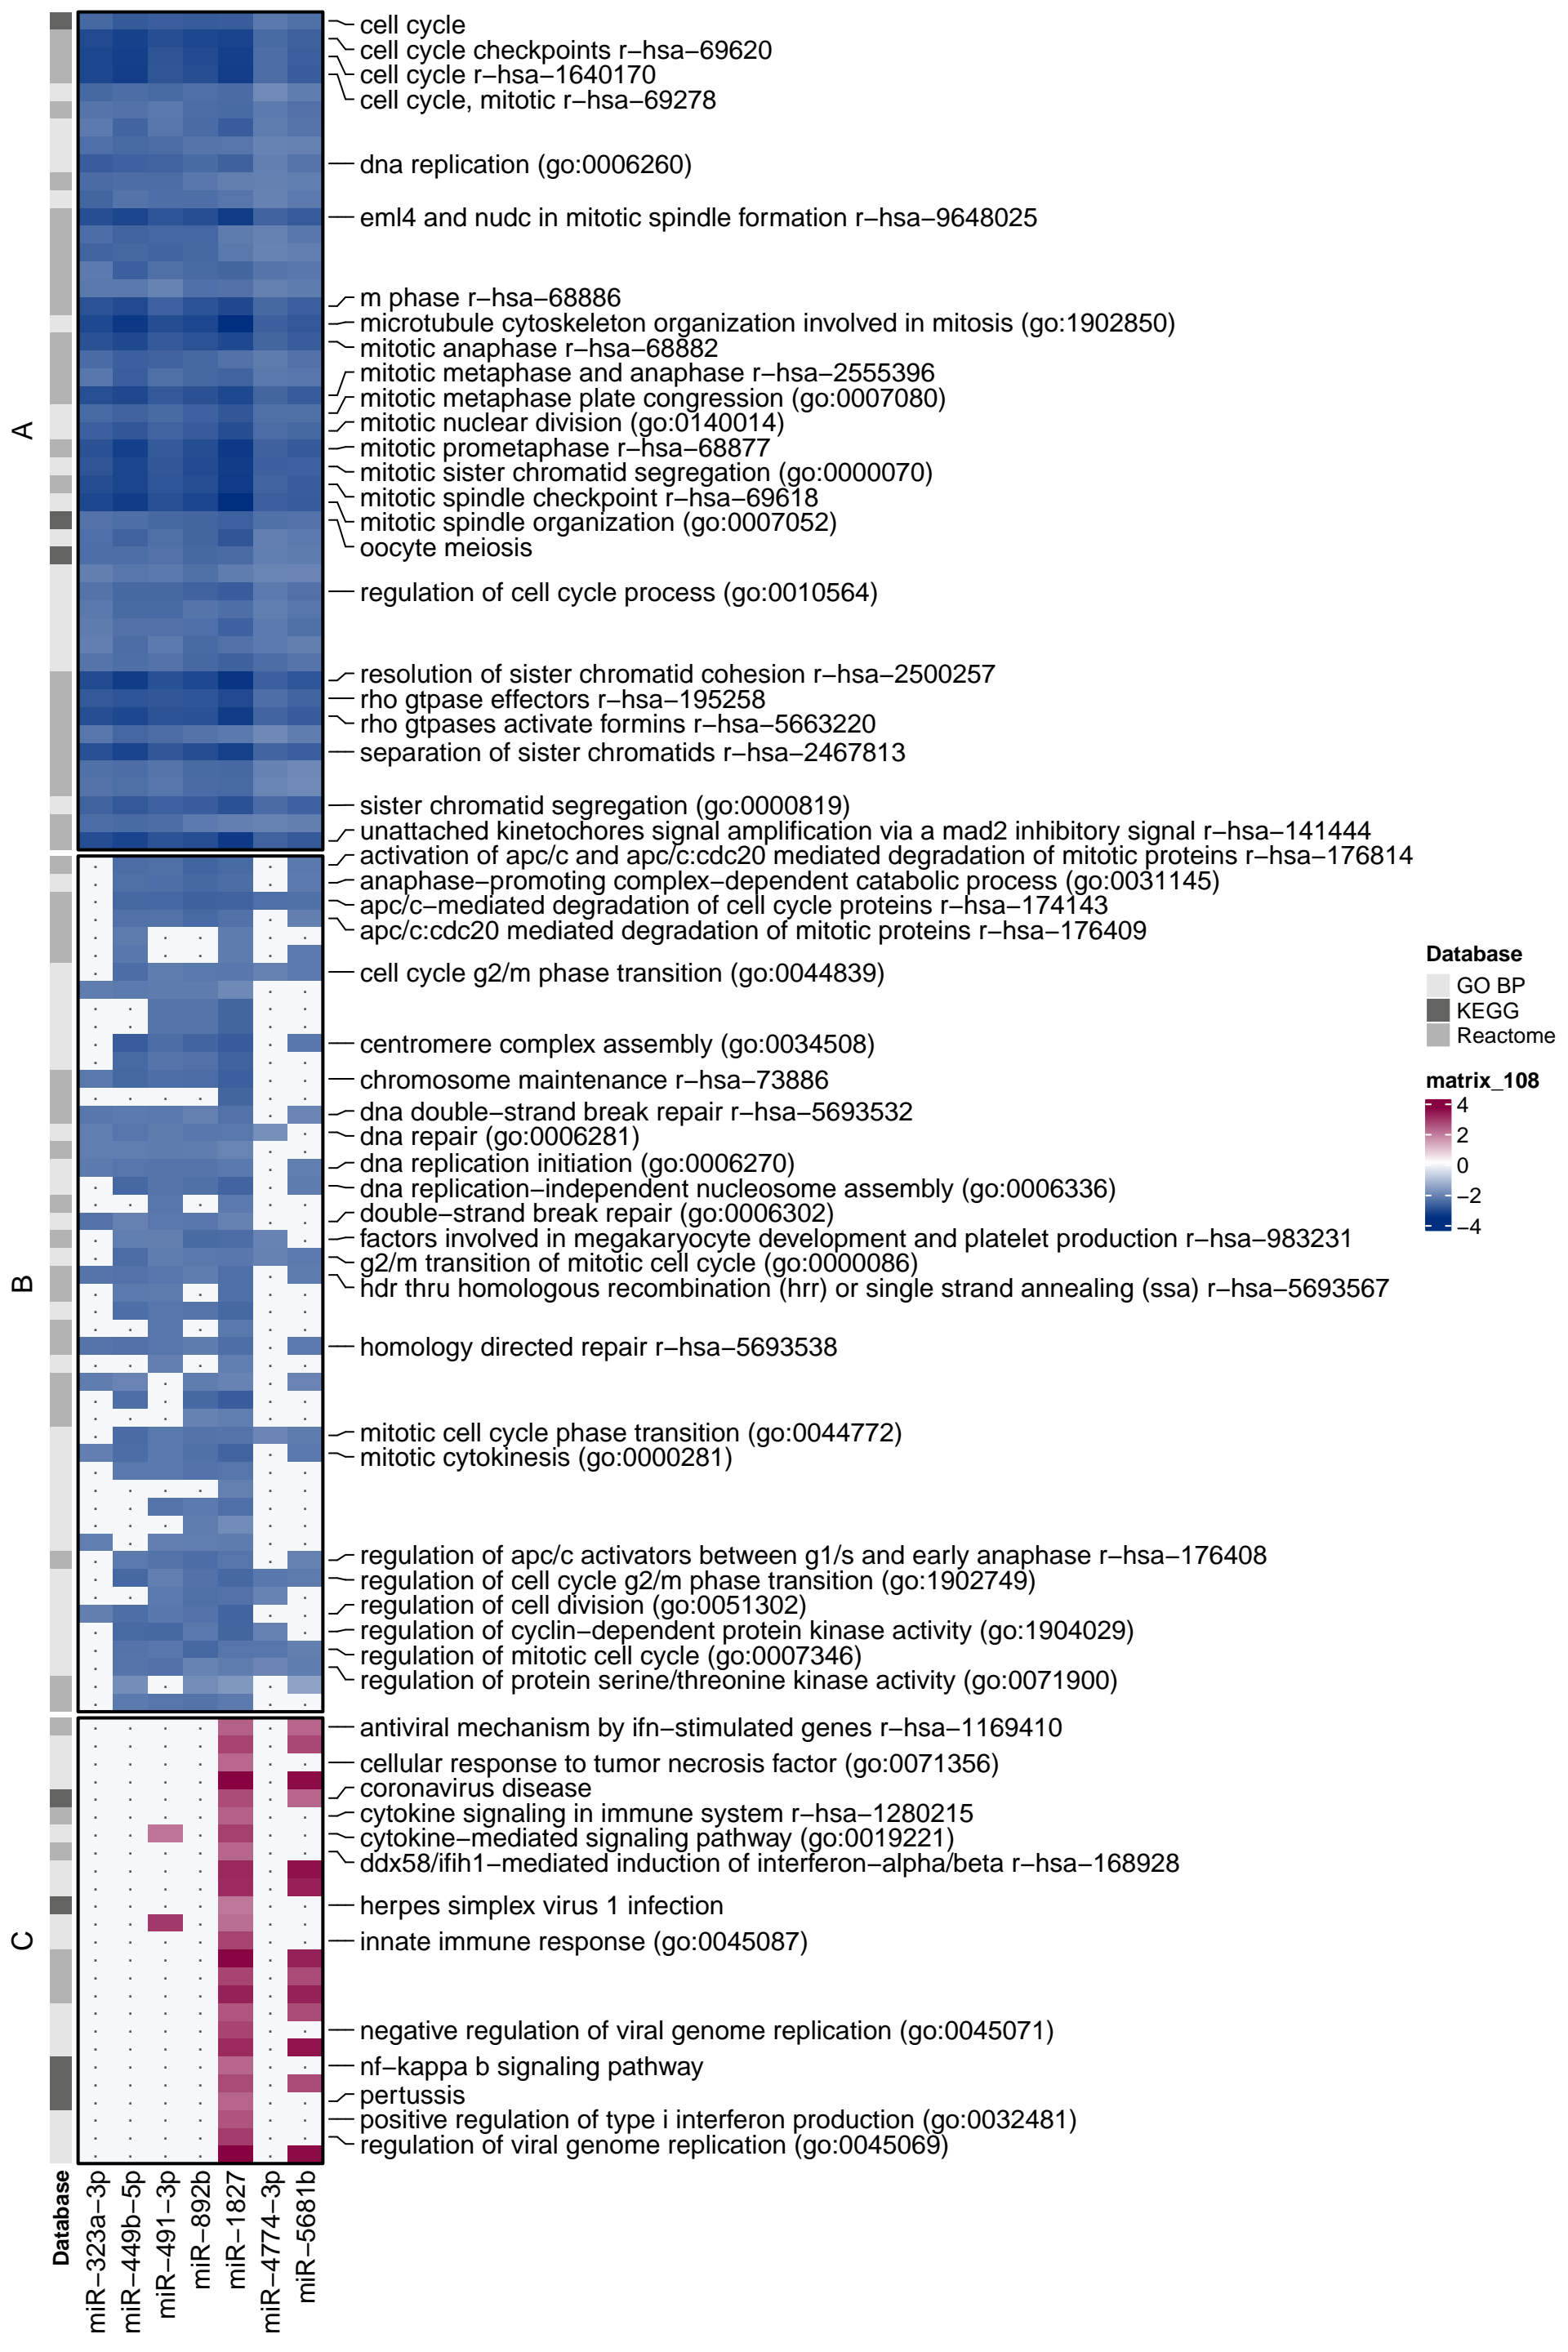 cell cycle
cell cycle checkpoints r−hsa−69620
cell cycle r−hsa−1640170
cell cycle, mitotic r−hsa−69278
dna replication (go:0006260)
eml4 and nudc in mitotic spindle formation r−hsa−9648025
m phase r−hsa−68886
microtubule cytoskeleton organization involved in mitosis (go:1902850)
mitotic anaphase r−hsa−68882
mitotic metaphase and anaphase r−hsa−2555396
mitotic metaphase plate congression (go:0007080)
mitotic nuclear division (go:0140014)
mitotic prometaphase r−hsa−68877
mitotic sister chromatid segregation (go:0000070)
mitotic spindle checkpoint r−hsa−69618
mitotic spindle organization (go:0007052)
oocyte meiosis
regulation of cell cycle process (go:0010564)
resolution of sister chromatid cohesion r−hsa−2500257
rho gtpase effectors r−hsa−195258
rho gtpases activate formins r−hsa−5663220
separation of sister chromatids r−hsa−2467813
sister chromatid segregation (go:0000819)
unattached kinetochores signal amplification via a mad2 inhibitory signal r−hsa−141444
A
activation of apc/c and apc/c:cdc20 mediated degradation of mitotic proteins r−hsa−176814
anaphase−promoting complex−dependent catabolic process (go:0031145)
apc/c−mediated degradation of cell cycle proteins r−hsa−174143
apc/c:cdc20 mediated degradation of mitotic proteins r−hsa−176409
cell cycle g2/m phase transition (go:0044839)
centromere complex assembly (go:0034508)
chromosome maintenance r−hsa−73886
dna double−strand break repair r−hsa−5693532
dna repair (go:0006281)
dna replication initiation (go:0006270)
dna replication−independent nucleosome assembly (go:0006336)
double−strand break repair (go:0006302)
factors involved in megakaryocyte development and platelet production r−hsa−983231
g2/m transition of mitotic cell cycle (go:0000086)
hdr thru homologous recombination (hrr) or single strand annealing (ssa) r−hsa−5693567
homology directed repair r−hsa−5693538
mitotic cell cycle phase transition (go:0044772)
mitotic cytokinesis (go:0000281)
regulation of apc/c activators between g1/s and early anaphase r−hsa−176408
regulation of cell cycle g2/m phase transition (go:1902749)
regulation of cell division (go:0051302)
regulation of cyclin−dependent protein kinase activity (go:1904029)
regulation of mitotic cell cycle (go:0007346)
regulation of protein serine/threonine kinase activity (go:0071900)
B
antiviral mechanism by ifn−stimulated genes r−hsa−1169410
cellular response to tumor necrosis factor (go:0071356)
coronavirus disease
cytokine signaling in immune system r−hsa−1280215
cytokine−mediated signaling pathway (go:0019221)
ddx58/ifih1−mediated induction of interferon−alpha/beta r−hsa−168928
herpes simplex virus 1 infection
innate immune response (go:0045087)
negative regulation of viral genome replication (go:0045071)
nf−kappa b signaling pathway
pertussis
positive regulation of type i interferon production (go:0032481)
regulation of viral genome replication (go:0045069)
C
Database
miR−323a−3p
miR−449b−5p
miR−491−3p
miR−892b
miR−1827
miR−4774−3p
miR−5681b
Database
GO BP
KEGG
Reactome
matrix_108
4
2
0
−2
−4